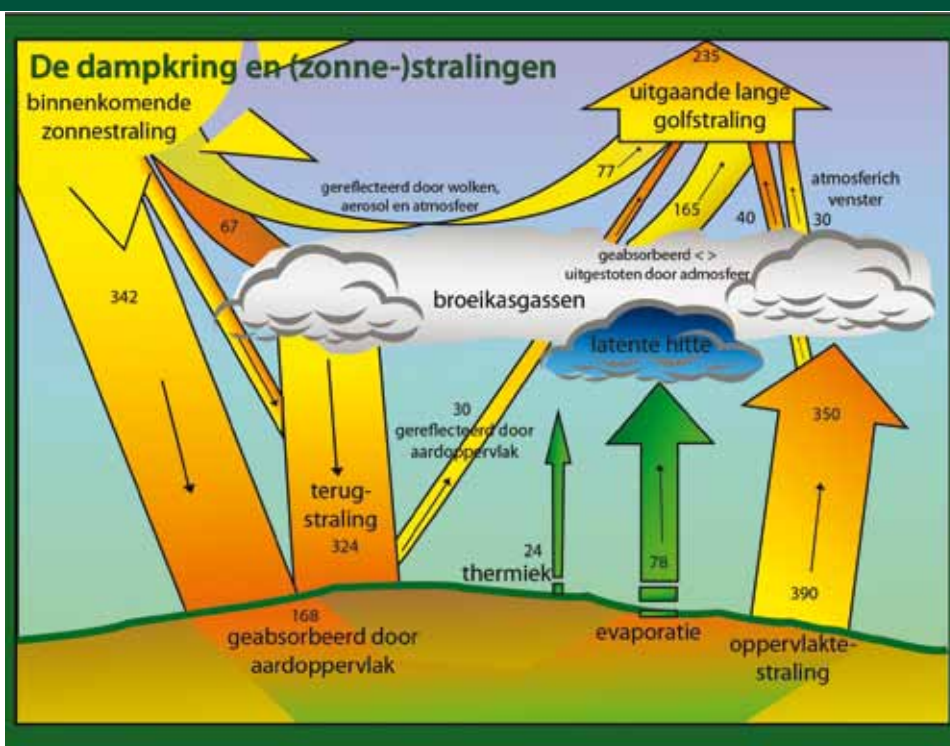 De dampkring en (zonne-)stralingen
binnenkomende
zonnestraling
235
uitgaande lange
golfstraling
77
gereflecteerd door wolken,
aerosol en atmosfeer
67
165
40
atmosferich
venster
30
geabsorbeerd < >
uitgestoten door admosfeer
342
broeikasgassen
latente hitte
30
gereflecteerd door
aardoppervlak
350
terug-
straling
324
24
thermiek
78
390
168
geabsorbeerd door
aardoppervlak
evaporatie
oppervlakte-
straling